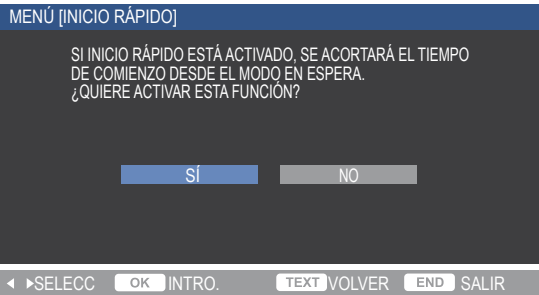 MENÚ [INICIO RÁPIDO]
SI INICIO RÁPIDO ESTÁ ACTIVADO, SE ACORTARÁ EL TIEMPO
DE COMIENZO DESDE EL MODO EN ESPERA.
¿QUIERE ACTIVAR ESTA FUNCIÓN?
SÍ NO
SELECC OK INTRO. TEXT VOLVER END SALIR